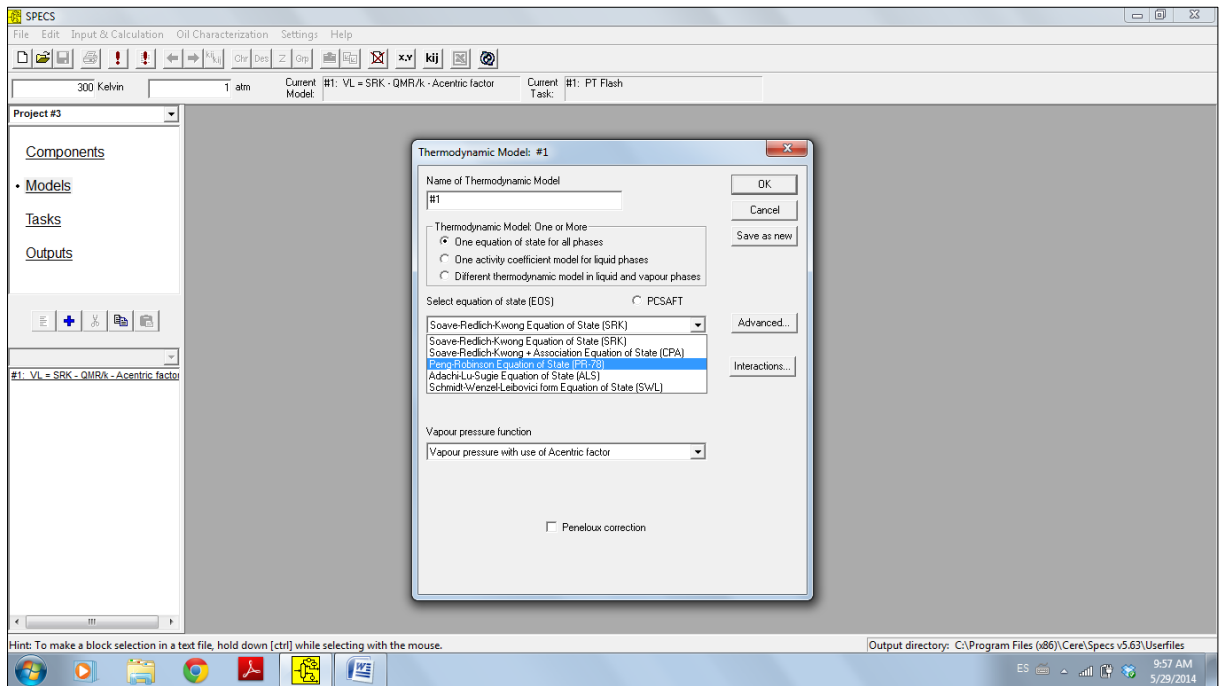 SPECS
File Edit Input & Calculation Oil Characterization Settings Help
Chr Des Z Grp x,y kij
300 Kelvin 1 atm Current Model: #1: VL = SRK - QMR/k - Acentric factor Current Task: #1: PT Flash
Project #3
Components
Models
Tasks
Outputs
#1: VL = SRK - QMR/k - Acentric factor
Thermodynamic Model: #1
Name of Thermodynamic Model
#1
OK
Cancel
Save as new
Thermodynamic Model: One or More
One equation of state for all phases
One activity coefficient model for liquid phases
Different thermodynamic model in liquid and vapour phases
Select equation of state (EOS) PCSAFT
Soave-Redlich-Kwong Equation of State (SRK) Advanced...
Soave-Redlich-Kwong Equation of State (SRK)
Soave-Redlich-Kwong + Association Equation of State (CPA)
Peng-Robinson Equation of State (PR-78) Interactions...
Adachi-Lu-Sugie Equation of State (ALS)
Schmidt-Wenzel-Leibovici form Equation of State (SWL)
Vapour pressure function
Vapour pressure with use of Acentric factor
Peneloux correction
Hint: To make a block selection in a text file, hold down [ctrl] while selecting with the mouse. Output directory: C:\Program Files (x86)\Cere\Specs v5.63\Userfiles
ES 9:57 AM
5/29/2014